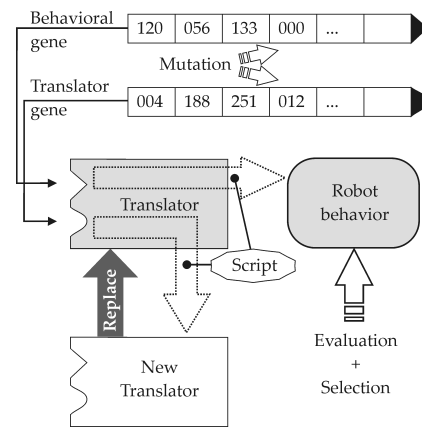 Behavioral
gene
120 056 133 000 ...
Mutation
Translator
gene
004 188 251 012 ...
Translator
Robot
behavior
Script
Replace
New
Translator
Evaluation
+
Selection